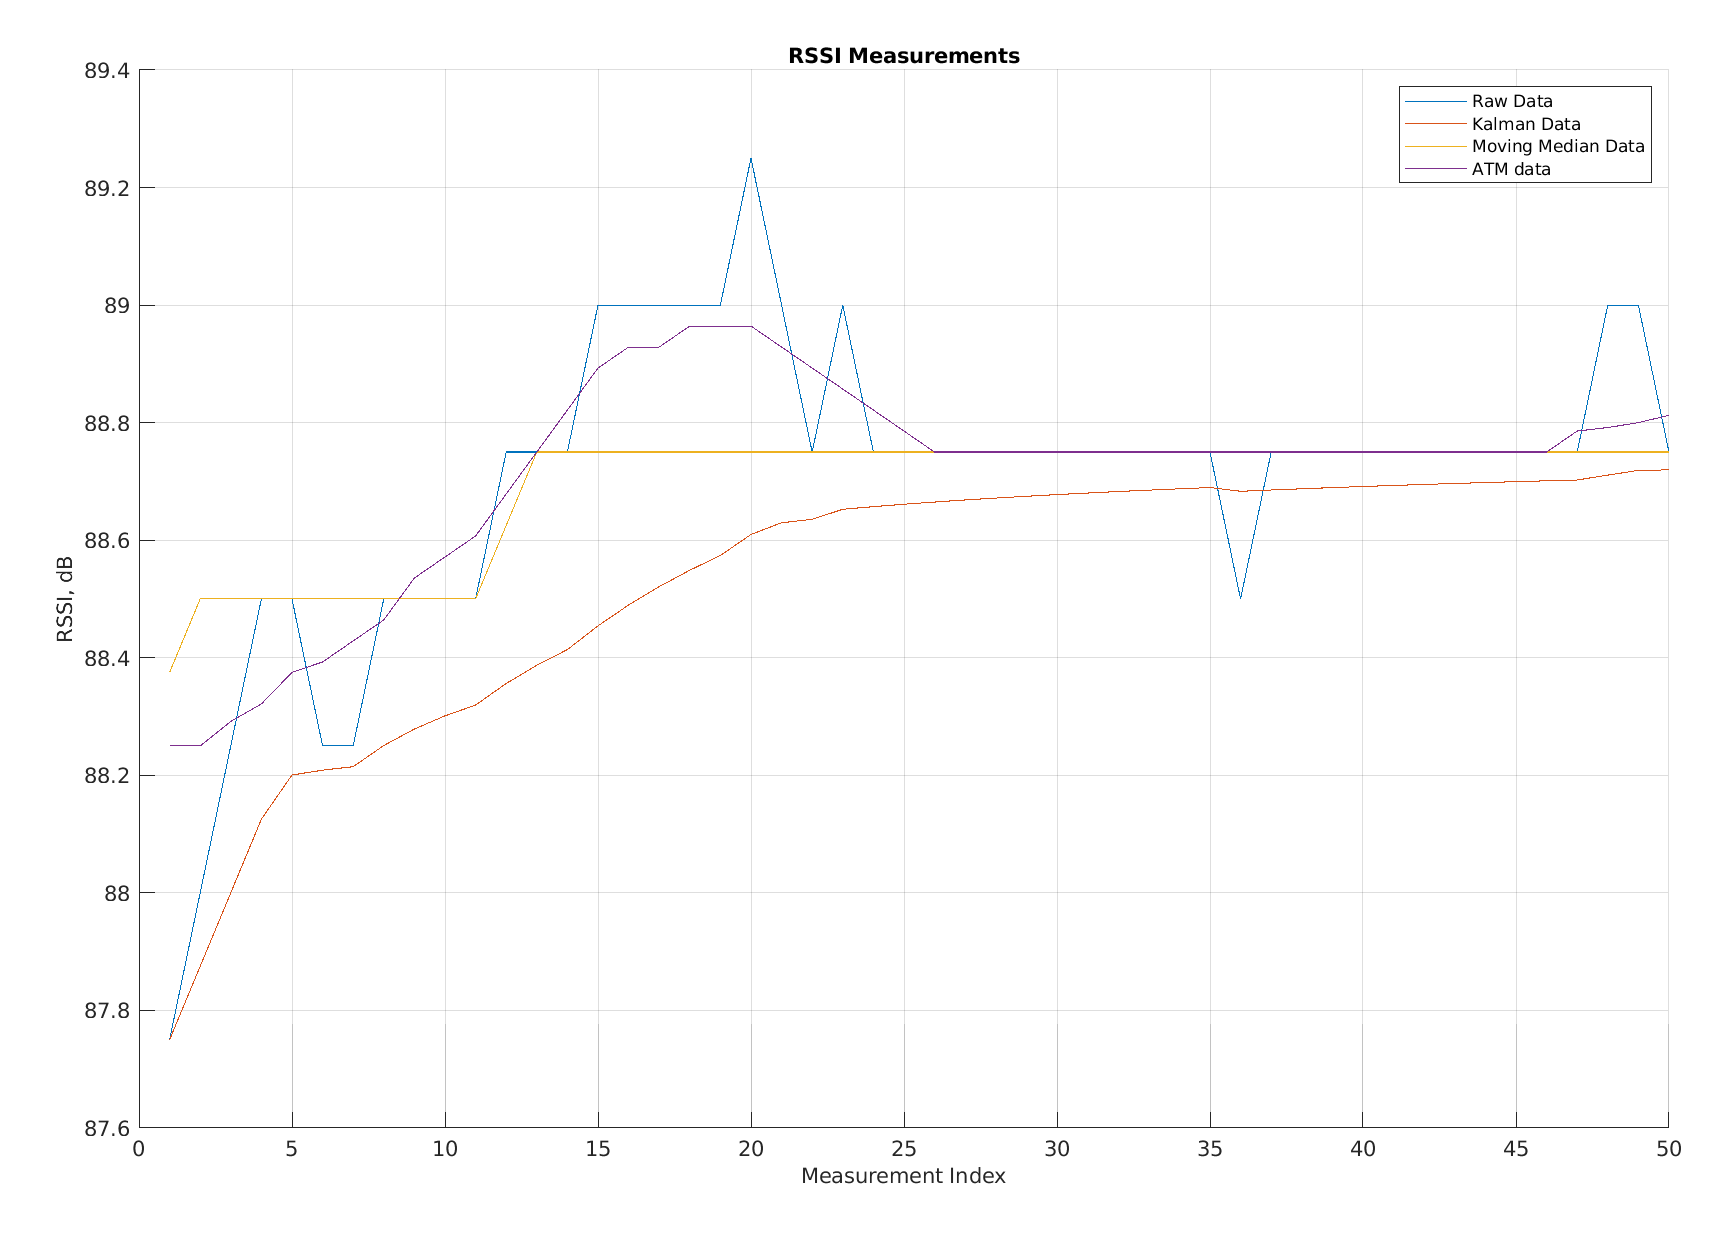 RSSI Measurements
89.4
89.2
89
88.8
88.6
88.4
88.2
88
87.8
87.6
RSSI, dB
Raw Data
Kalman Data
Moving Median Data
ATM data
0 5 10 15 20 25 30 35 40 45 50
Measurement Index